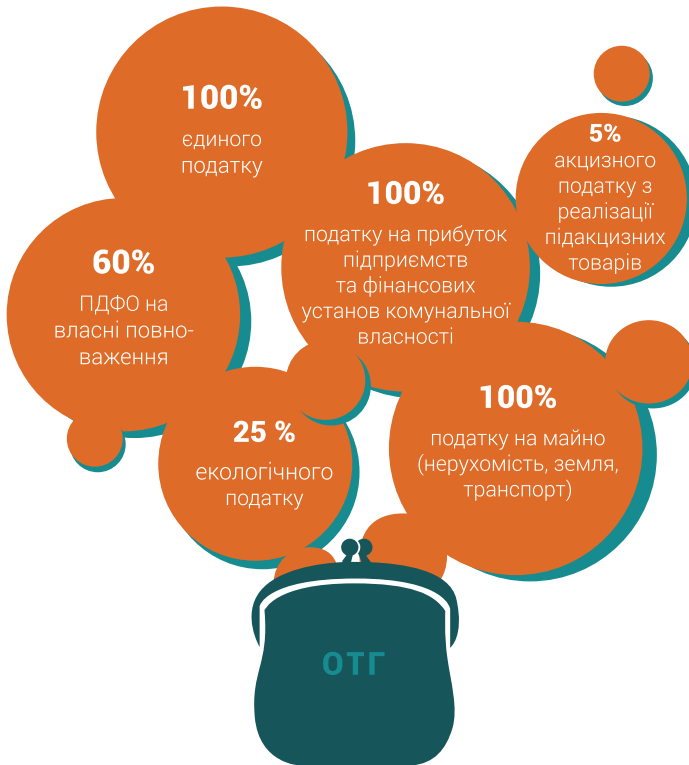 100%
єдиного
податку
5%
акцизного
податку з
реалізації
підакцизних
товарів
100%
податку на прибуток
підприємств
та фінансових
установ комунальної
власності
60%
ПДФО на
власні повно-
важення
100%
податку на майно
(нерухомість, земля,
транспорт)
25 %
екологічного
податку
ОТГ